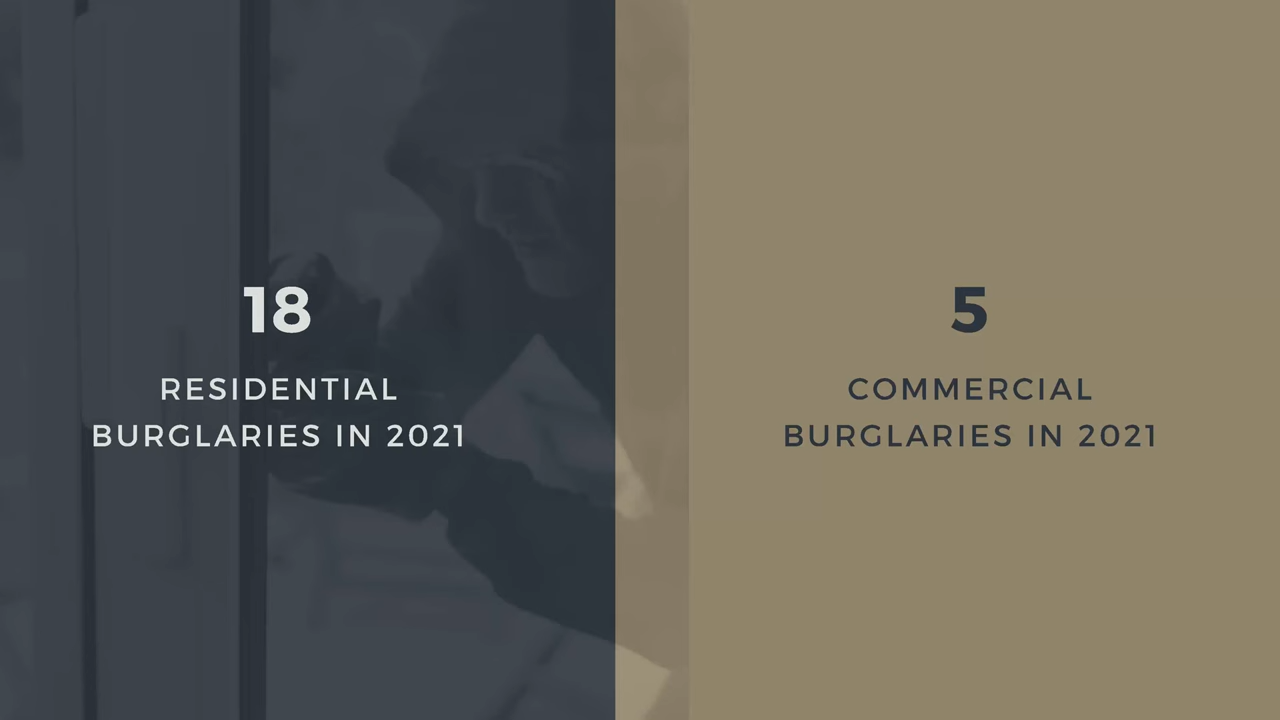 18
RESIDENTIAL
BURGLARIES IN 2021
5
COMMERCIAL
BURGLARIES IN 2021